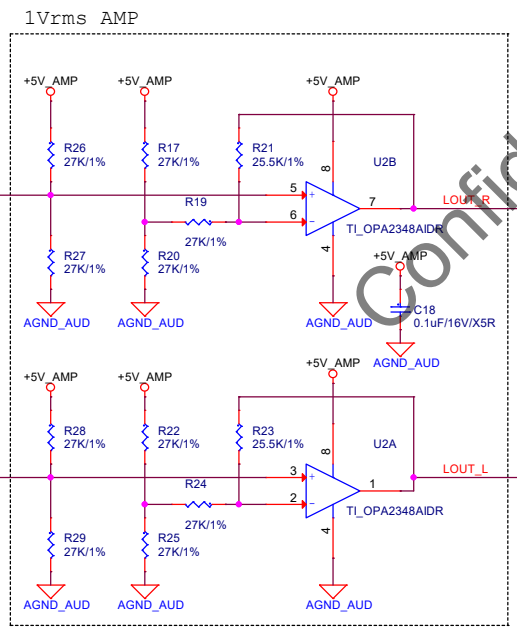 1Vrms AMP
+5V_AMP +5V_AMP +5V_AMP
R26
27K/1%
R17
27K/1%
R21
25.5K/1%
8
U2B
R19
27K/1%
5
+
6
-
7
LOUT_R
TI_OPA2348AIDR
4
R27
27K/1%
R20
27K/1%
AGND_AUD AGND_AUD AGND_AUD
+5V_AMP
C18
0.1uF/16V/X5R
AGND_AUD
Confid
+5V_AMP +5V_AMP +5V_AMP
R28
27K/1%
R22
27K/1%
R23
25.5K/1%
8
U2A
R24
27K/1%
3
+
2
-
1
LOUT_L
TI_OPA2348AIDR
4
R29
27K/1%
R25
27K/1%
AGND_AUD AGND_AUD AGND_AUD